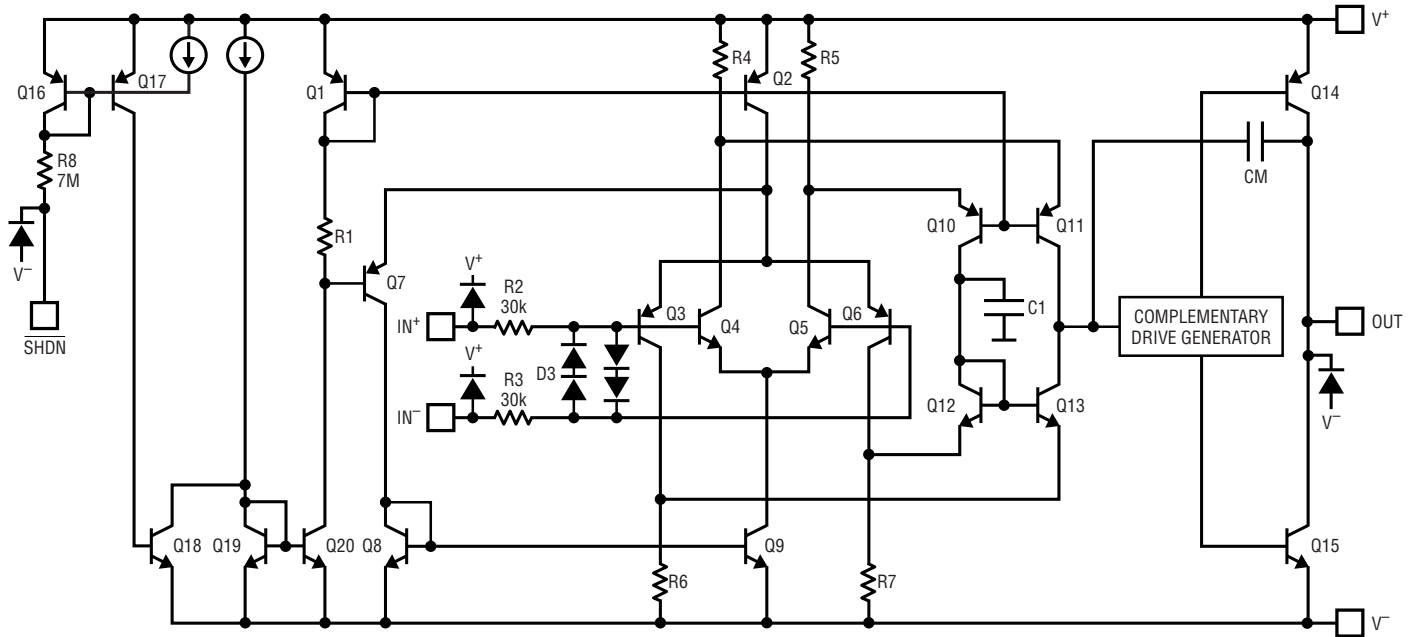 V+
R4
Q2
R5
Q16
Q17
Q1
Q14
R8
7M
CM
V−
R1
Q10
Q11
Q7
V+
R2
30k
IN+
Q3
Q4
Q5
Q6
C1
COMPLEMENTARY
DRIVE GENERATOR
OUT
SHDN
V+
D3
R3
30k
IN−
Q12
Q13
V−
Q18
Q19
Q20
Q8
Q9
Q15
R6
R7
V−